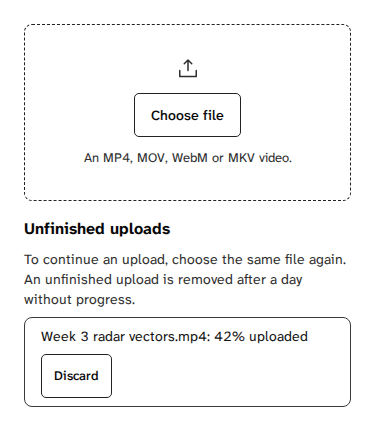 Choose file
An MP4, MOV, WebM or MKV video.
Unfinished uploads
To continue an upload, choose the same file again.
An unfinished upload is removed after a day
without progress.
Week 3 radar vectors.mp4: 42% uploaded
Discard